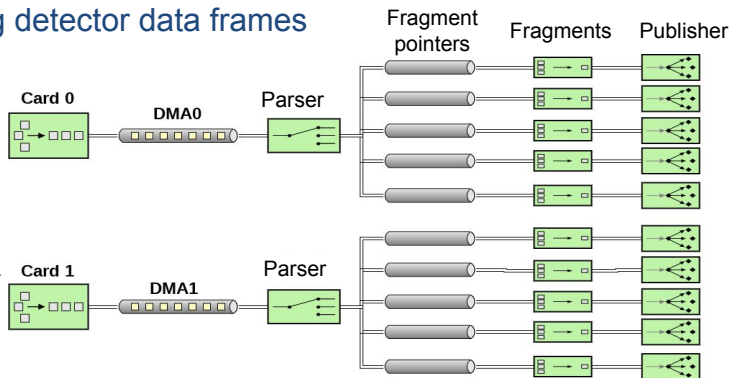 detector data frames
Fragment
pointers
Fragments
Publisher
Card 0
DMA0
Parser
Card 1
DMA1
Parser